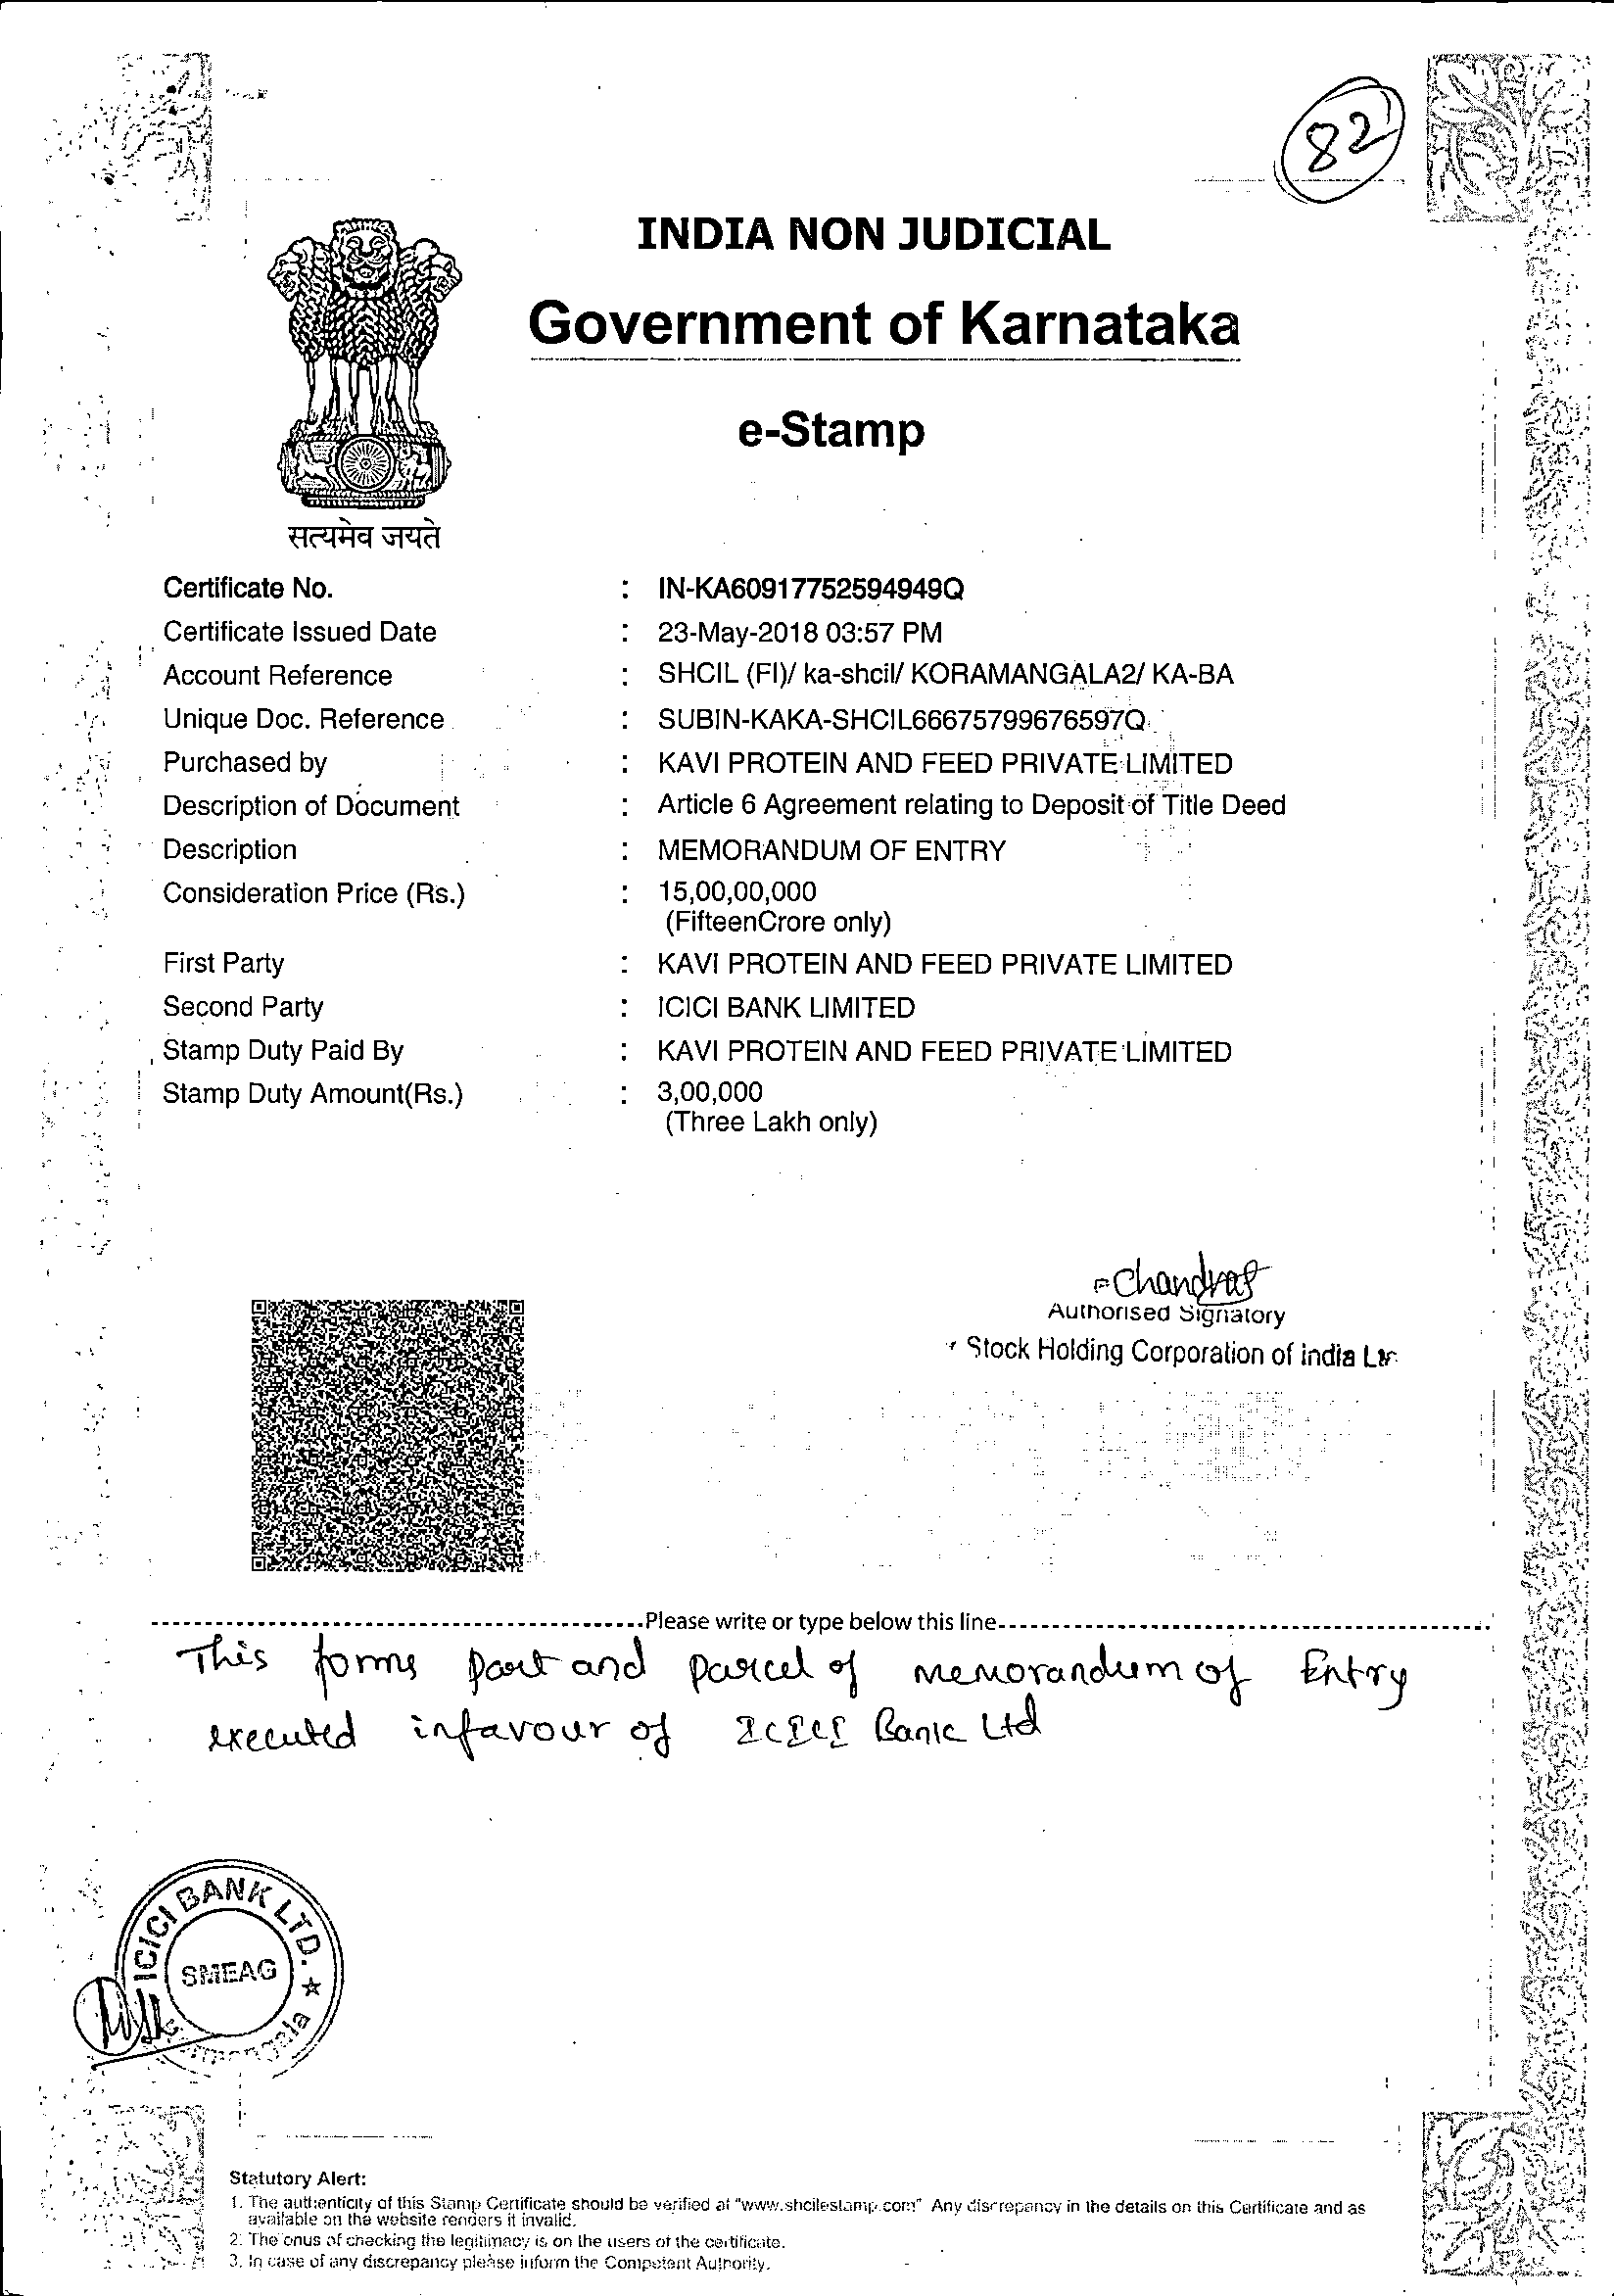 82
INDIA NON JUDICIAL
Government of Karnataka
e-Stamp
सत्यमेव जयते
Certificate No. : IN-KA60917752594949Q
Certificate Issued Date : 23-May-2018 03:57 PM
Account Reference : SHCIL (FI)/ ka-shcil/ KORAMANGALA2/ KA-BA
Unique Doc. Reference : SUBIN-KAKA-SHCIL66675799676597Q
Purchased by : KAVI PROTEIN AND FEED PRIVATE LIMITED
Description of Document : Article 6 Agreement relating to Deposit of Title Deed
Description : MEMORANDUM OF ENTRY
Consideration Price (Rs.) : 15,00,00,000
(FifteenCrore only)
First Party : KAVI PROTEIN AND FEED PRIVATE LIMITED
Second Party : ICICI BANK LIMITED
Stamp Duty Paid By : KAVI PROTEIN AND FEED PRIVATE LIMITED
Stamp Duty Amount(Rs.) : 3,00,000
(Three Lakh only)
Authorised Signatory
Stock Holding Corporation of india
Please write or type below this line
This forms part and parcel of memorandum of Entry
executed infavour of ICICI Bank Ltd
ICICI BANK LTD.
SMEAG
Statutory Alert:
1. The authenticity of this Stamp Certificate should be verified at "www.shcilestamp.com" Any discrepancy in the details on this Certificate and as
available on the website renders it invalid.
2. The onus of checking the legitimacy is on the users of the certificate.
3. In case of any discrepancy please inform the Competent Authority.